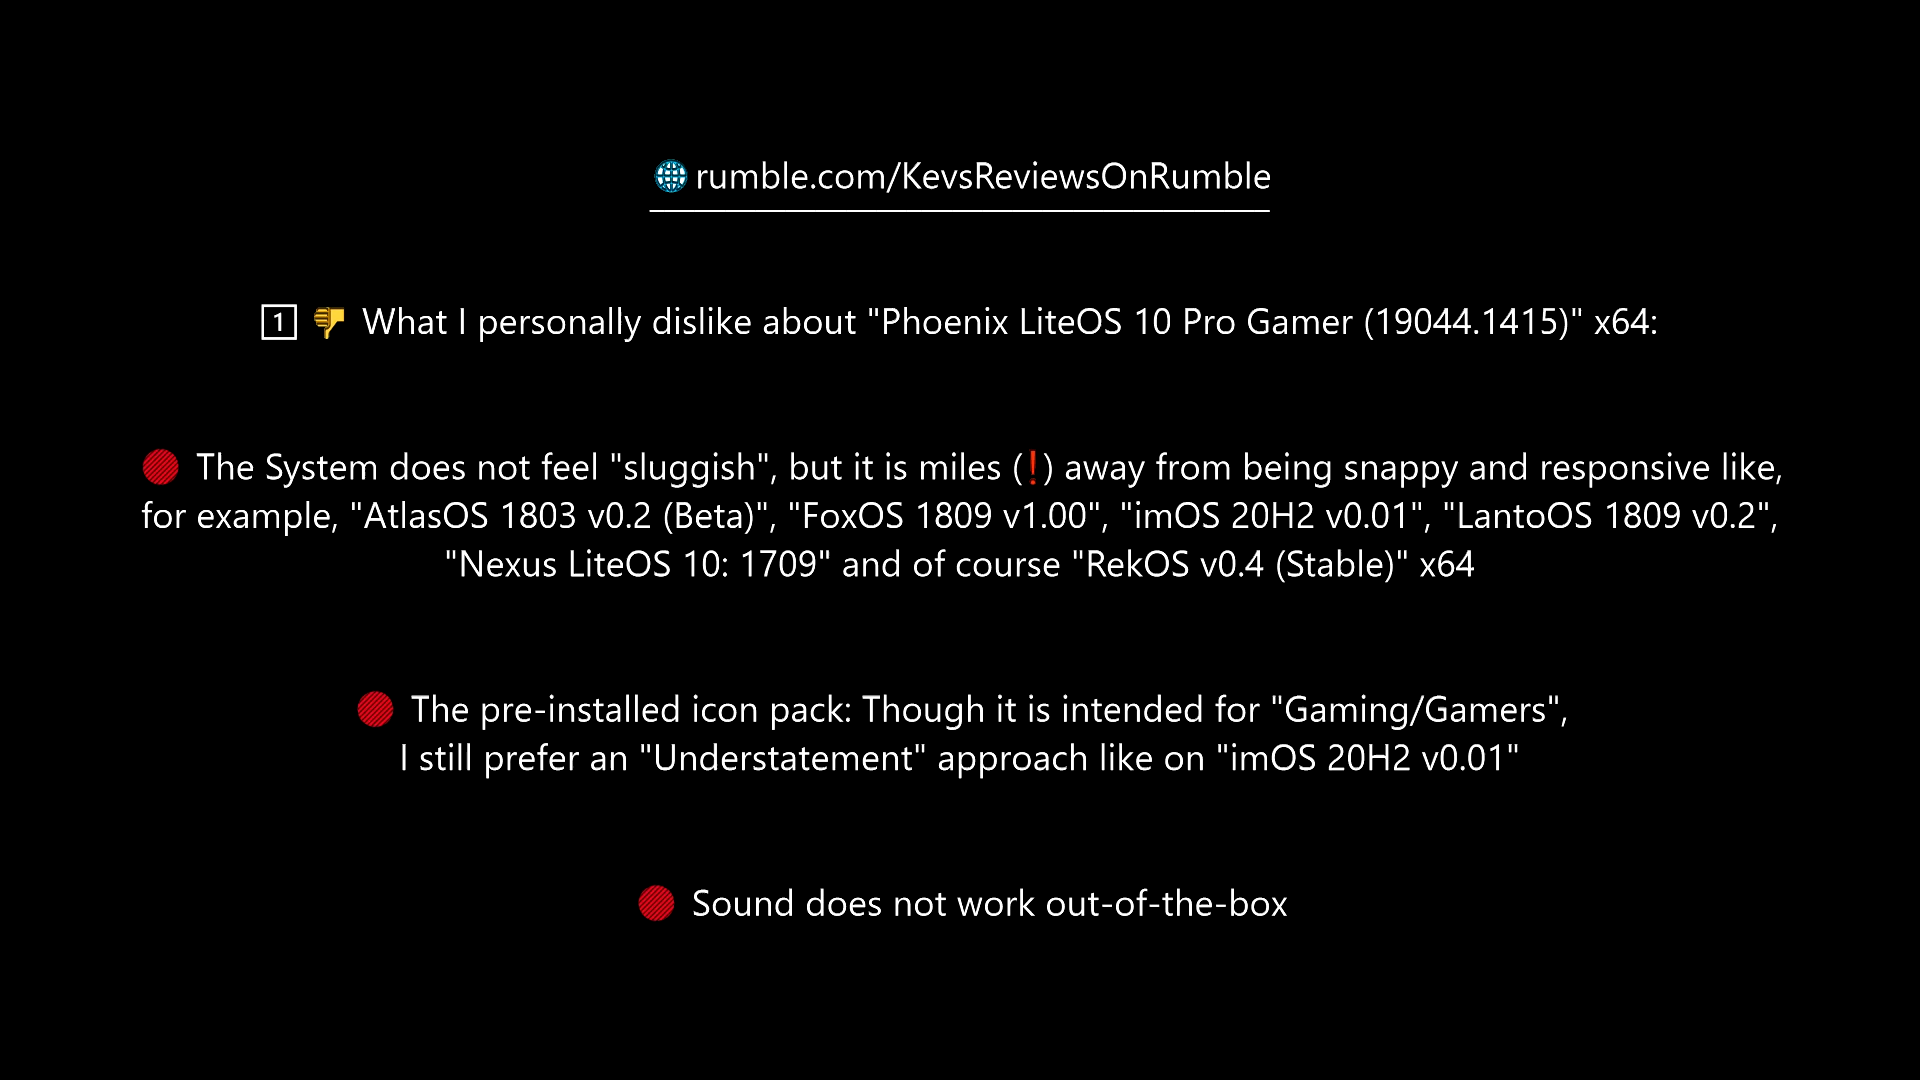 🌐 rumble.com/KevsReviewsOnRumble
1 👎 What I personally dislike about "Phoenix LiteOS 10 Pro Gamer (19044.1415)" x64:
🔴 The System does not feel "sluggish", but it is miles (❗) away from being snappy and responsive like,
for example, "AtlasOS 1803 v0.2 (Beta)", "FoxOS 1809 v1.00", "imOS 20H2 v0.01", "LantoOS 1809 v0.2",
"Nexus LiteOS 10: 1709" and of course "RekOS v0.4 (Stable)" x64
🔴 The pre-installed icon pack: Though it is intended for "Gaming/Gamers",
I still prefer an "Understatement" approach like on "imOS 20H2 v0.01"
🔴 Sound does not work out-of-the-box